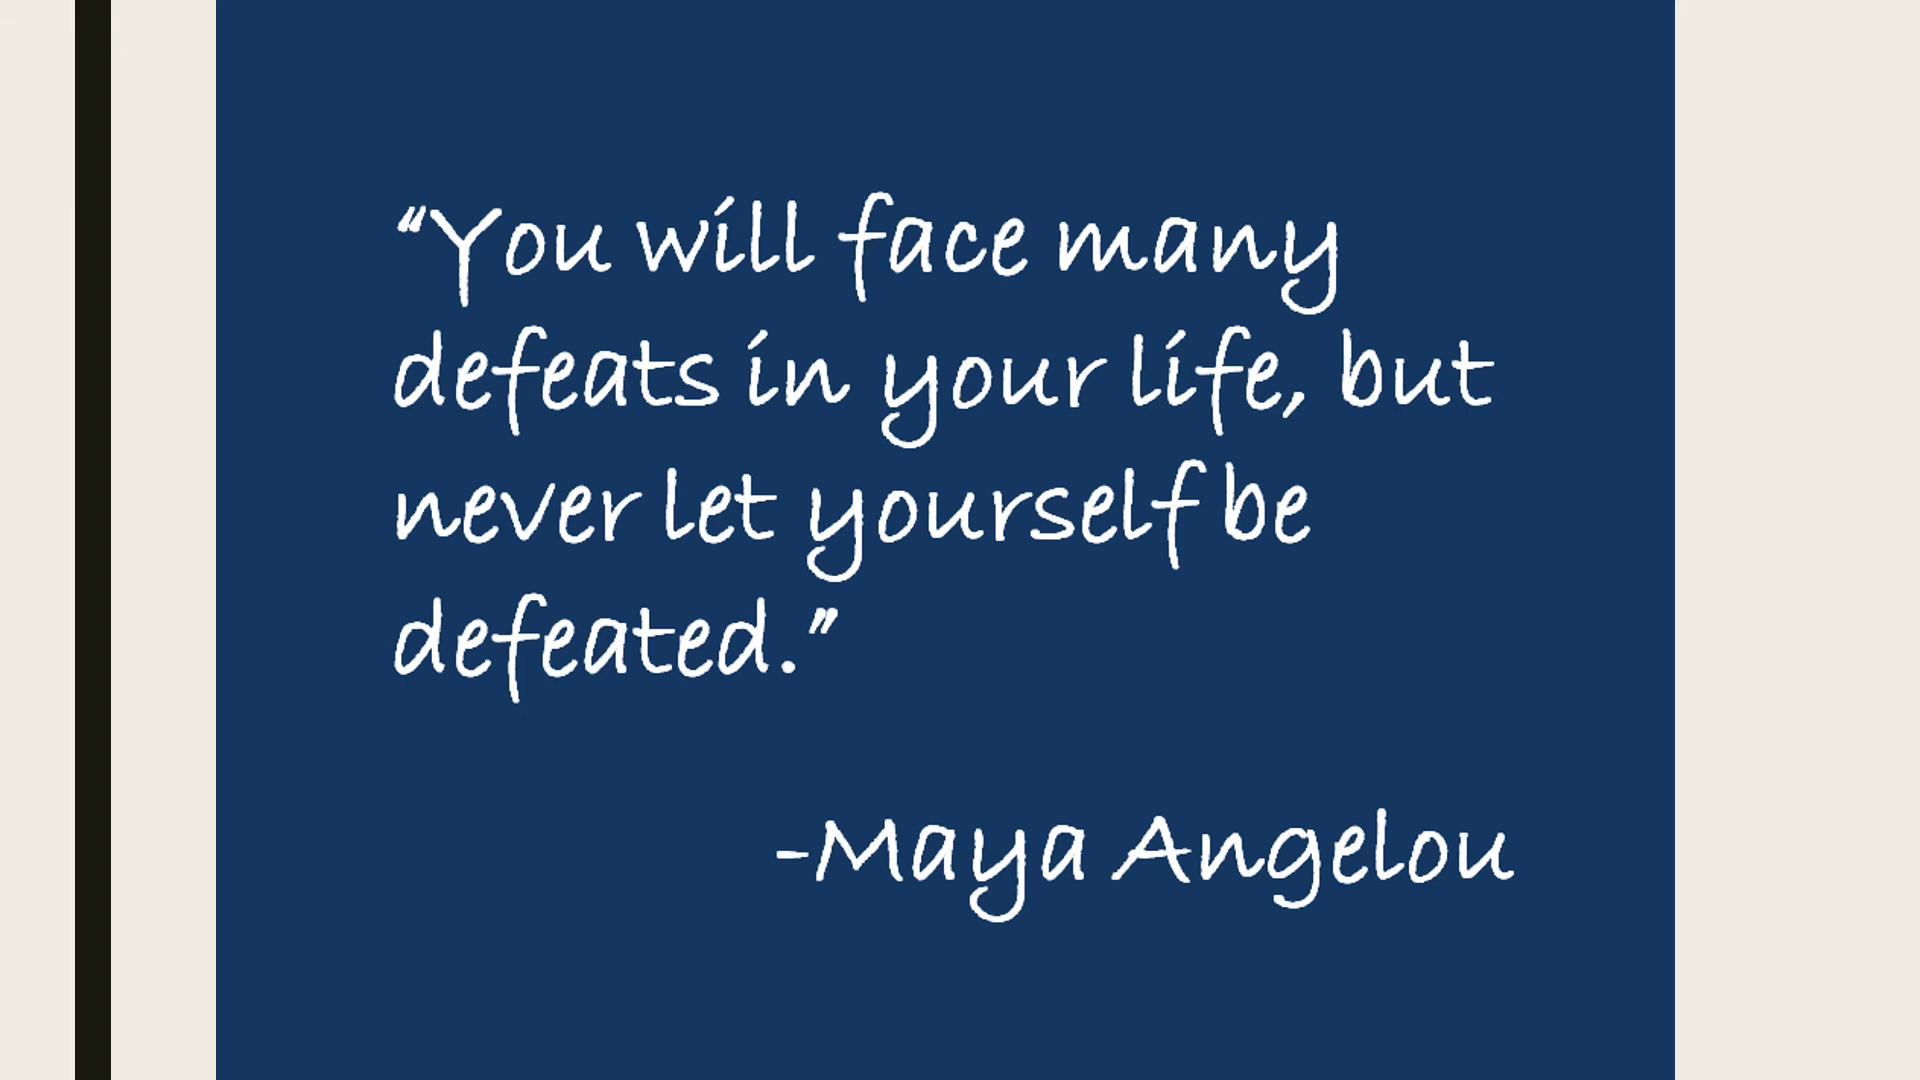 “You will face many
defeats in your life, but
never let yourself be
defeated.”
-Maya Angelou